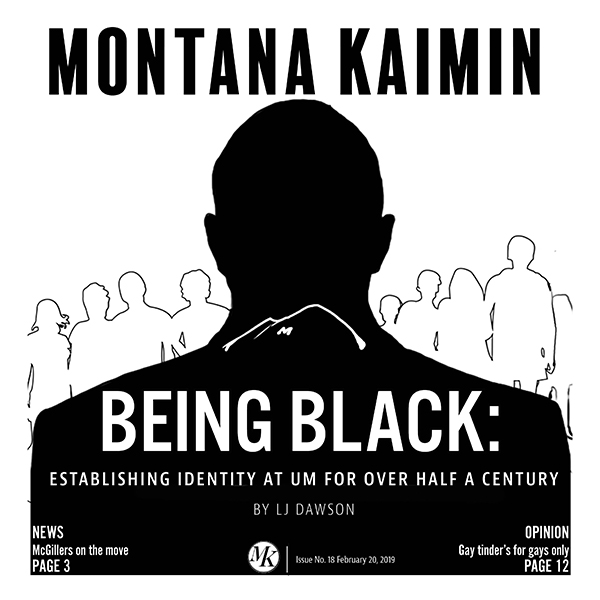 MONTANA KAIMIN
M
BEING BLACK:
ESTABLISHING IDENTITY AT UM FOR OVER HALF A CENTURY
BY LJ DAWSON
NEWS
McGillers on the move
PAGE 3
MK
Issue No. 18 February 20, 2019
OPINION
Gay tinder's for gays only
PAGE 12